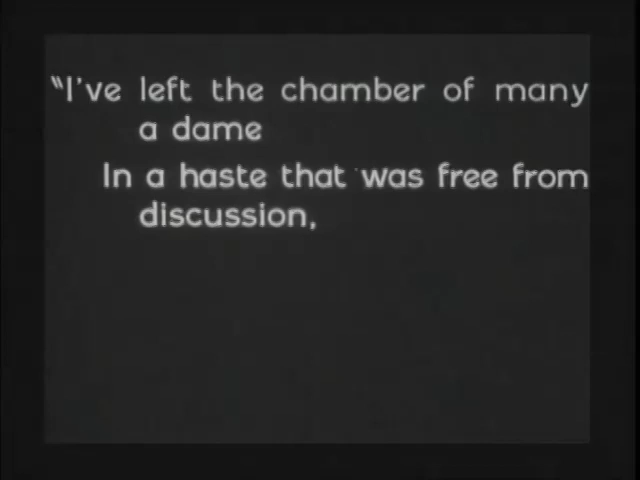 "I've left the chamber of many
a dame
In a haste that was free from
discussion,